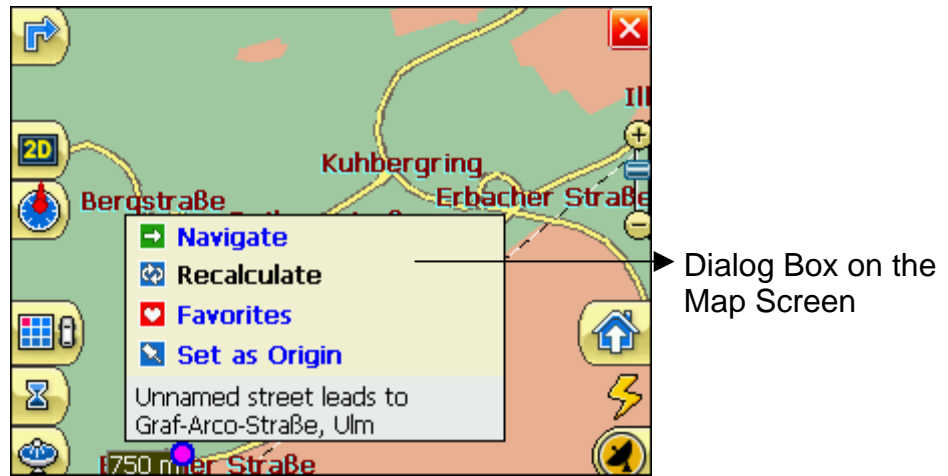 Ill
2D
Kuhbergring
Bergstraße
Erbacher Straße
Navigate
Recalculate
Dialog Box on the
Map Screen
Favorites
Set as Origin
Unnamed street leads to
Graf-Arco-Straße, Ulm
750 m Straße